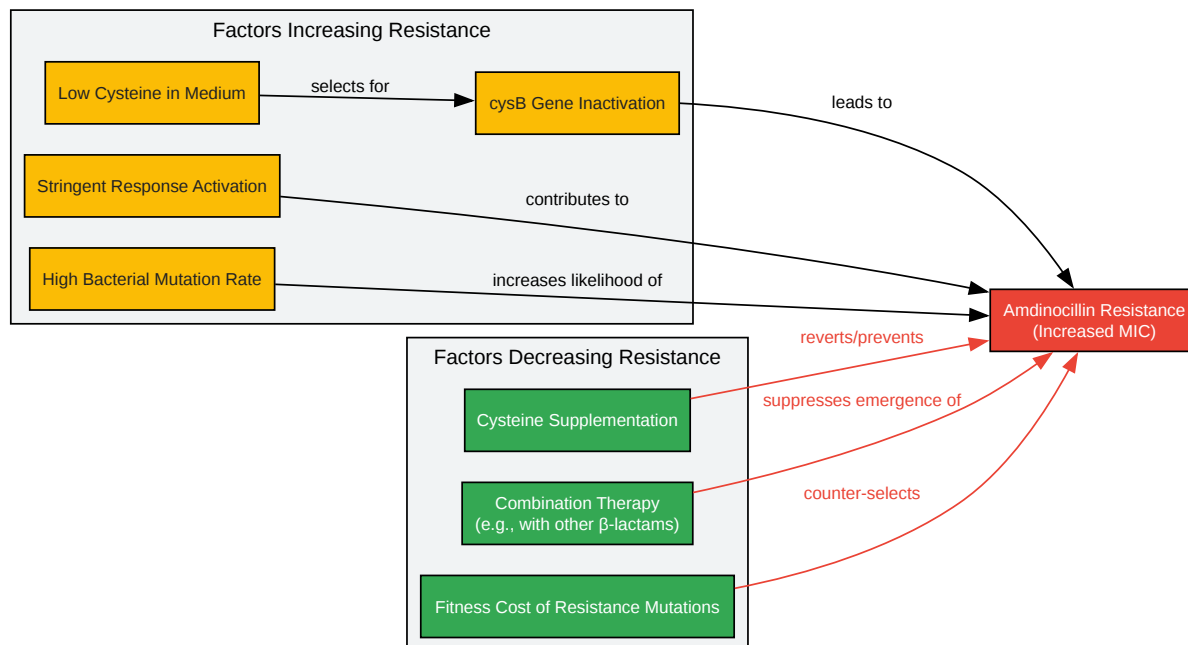 Factors Increasing Resistance
Low Cysteine in Medium
selects for
cysB Gene Inactivation
leads to
Stringent Response Activation
contributes to
High Bacterial Mutation Rate
increases likelihood of
Amdinocillin Resistance
(Increased MIC)
Factors Decreasing Resistance
reverts/prevents
Cysteine Supplementation
suppresses emergence of
Combination Therapy
(e.g., with other β-lactams)
counter-selects
Fitness Cost of Resistance Mutations